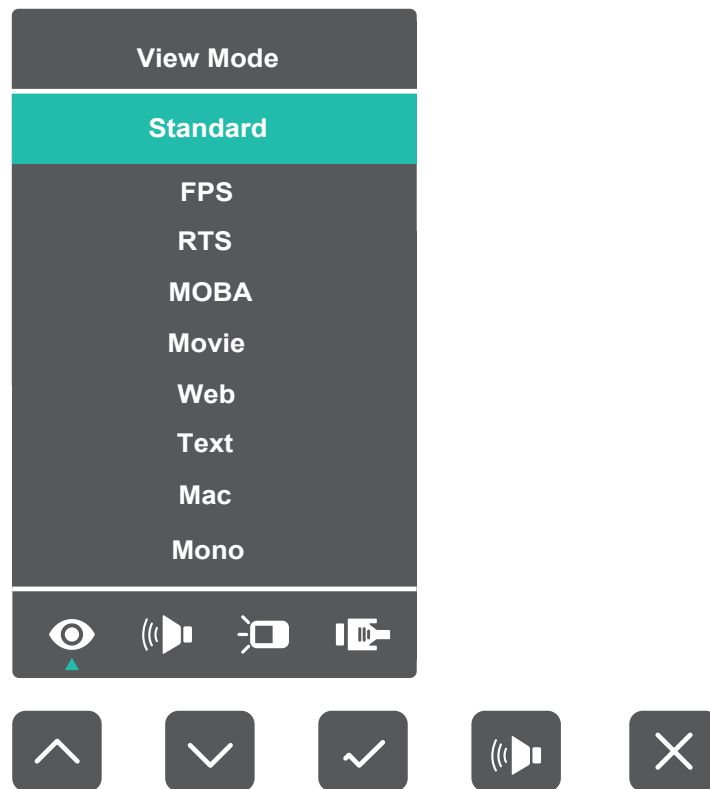 View Mode
Standard
FPS
RTS
MOBA
Movie
Web
Text
Mac
Mono